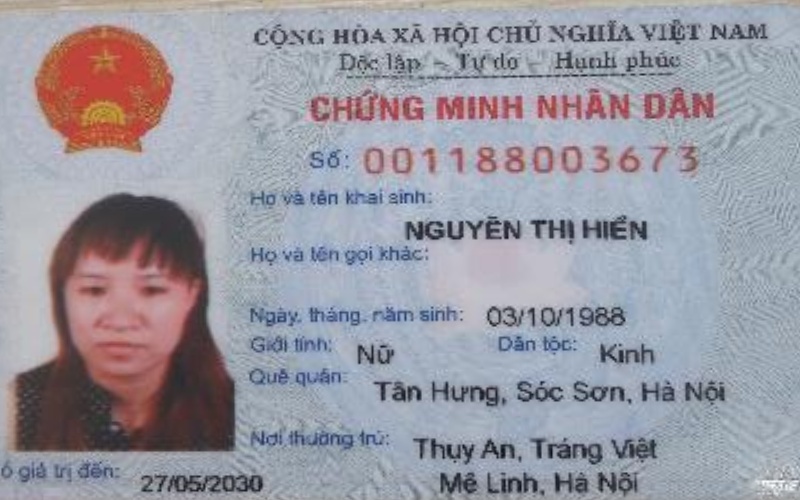 CỘNG HÒA XÃ HỘI CHỦ NGHĨA VIỆT NAM
Độc lập - Tự do - Hạnh phúc
CHỨNG MINH NHÂN DÂN
Số: 001188003673
Họ và tên khai sinh:
NGUYỄN THỊ HIỀN
Họ và tên gọi khác:
Ngày, tháng, năm sinh: 03/10/1988
Giới tính: Nữ Dân tộc: Kinh
Quê quán: Tân Hưng, Sóc Sơn, Hà Nội
Nơi thường trú: Thụy An, Tráng Việt
Mê Linh, Hà Nội
ó giá trị đến: 27/05/2030